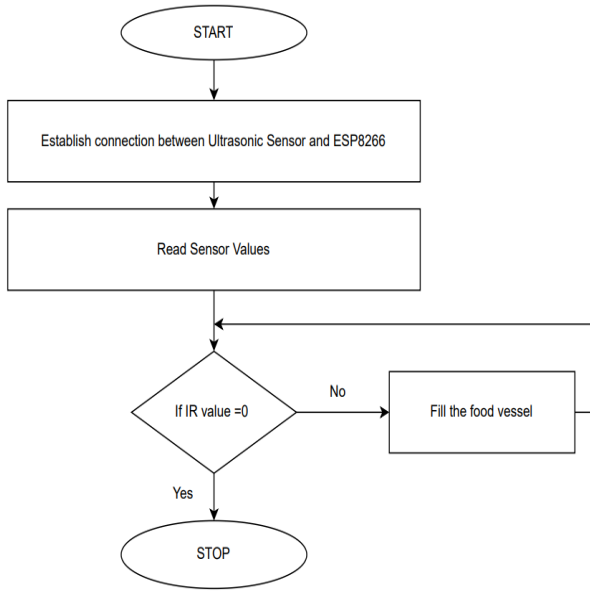 START
Establish connection between Ultrasonic Sensor and ESP8266
Read Sensor Values
If IR value =0
No
Fill the food vessel
Yes
STOP